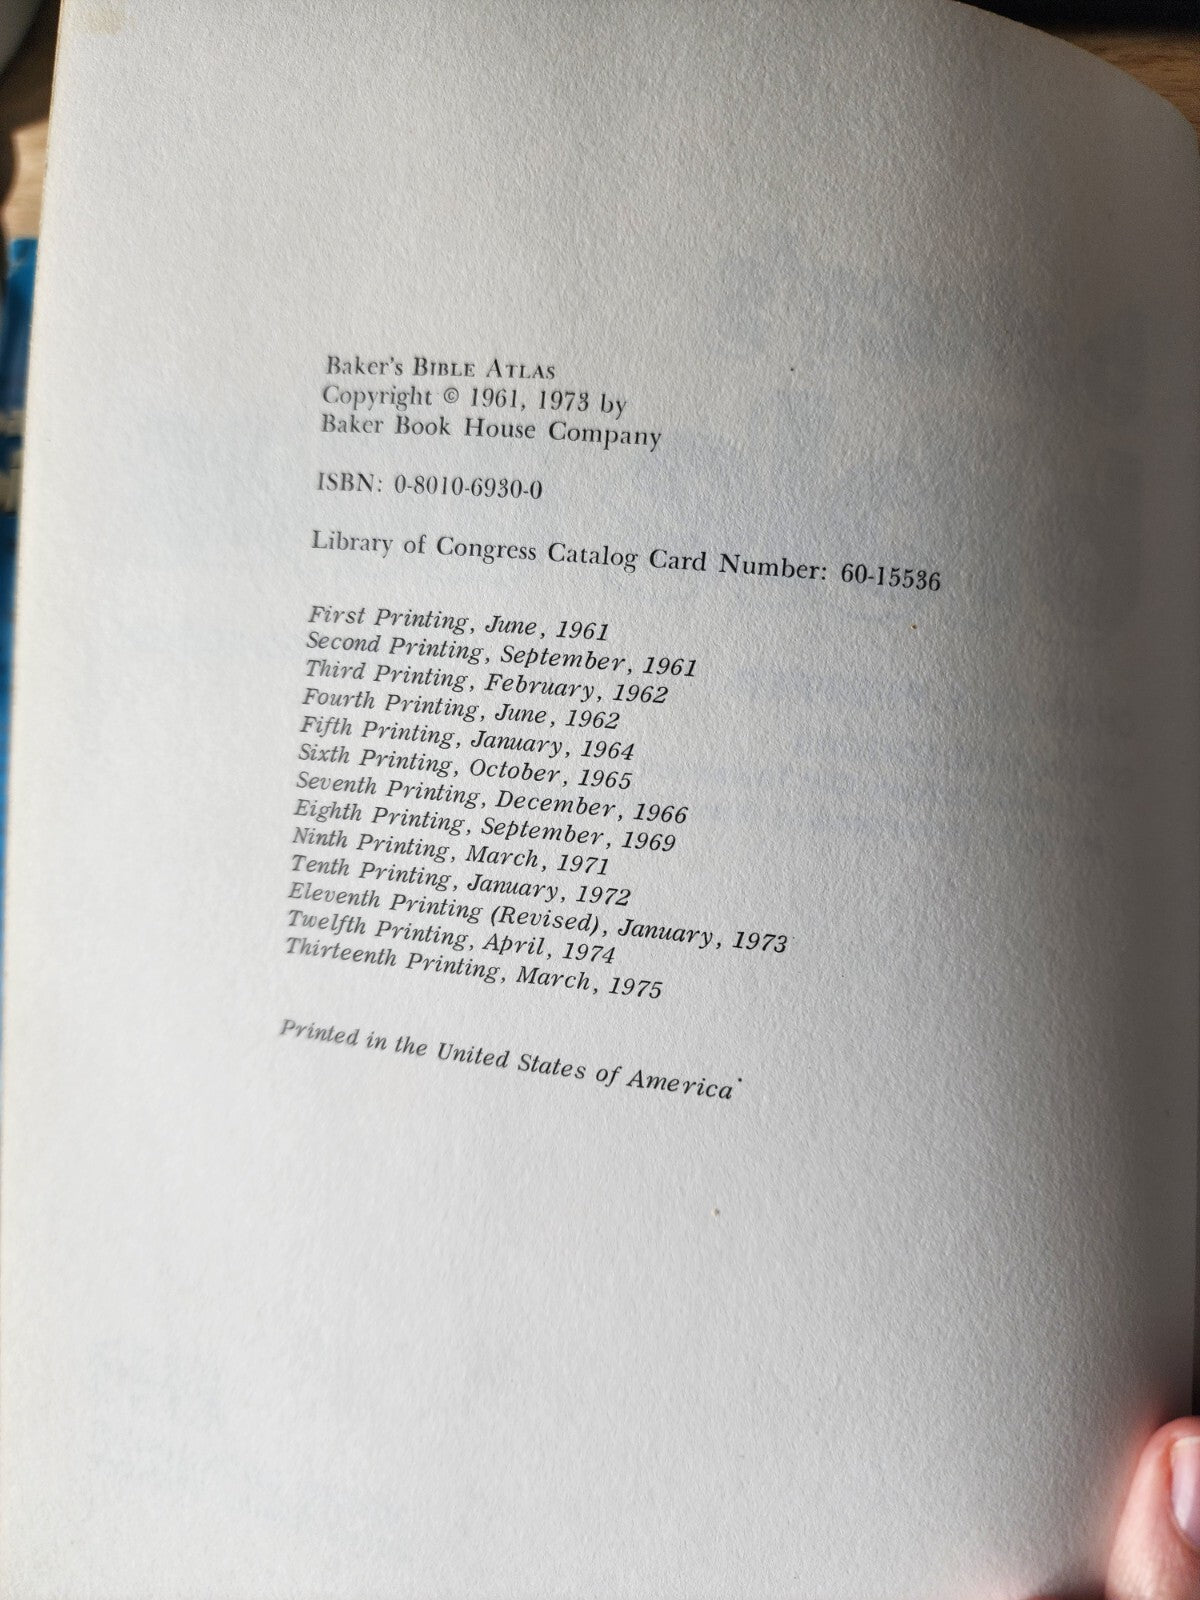 Baker's BIBLE ATLAS
Copyright © 1961, 1973 by
Baker Book House Company
ISBN: 0-8010-6930-0
Library of Congress Catalog Card Number: 60-15536
First Printing, June, 1961
Second Printing, September, 1961
Third Printing, February, 1962
Fourth Printing, June, 1962
Fifth Printing, January, 1964
Sixth Printing, October, 1965
Seventh Printing, December, 1966
Eighth Printing, September, 1969
Ninth Printing, March, 1971
Tenth Printing, January, 1972
Eleventh Printing (Revised), January, 1973
Twelfth Printing, April, 1974
Thirteenth Printing, March, 1975
Printed in the United States of America